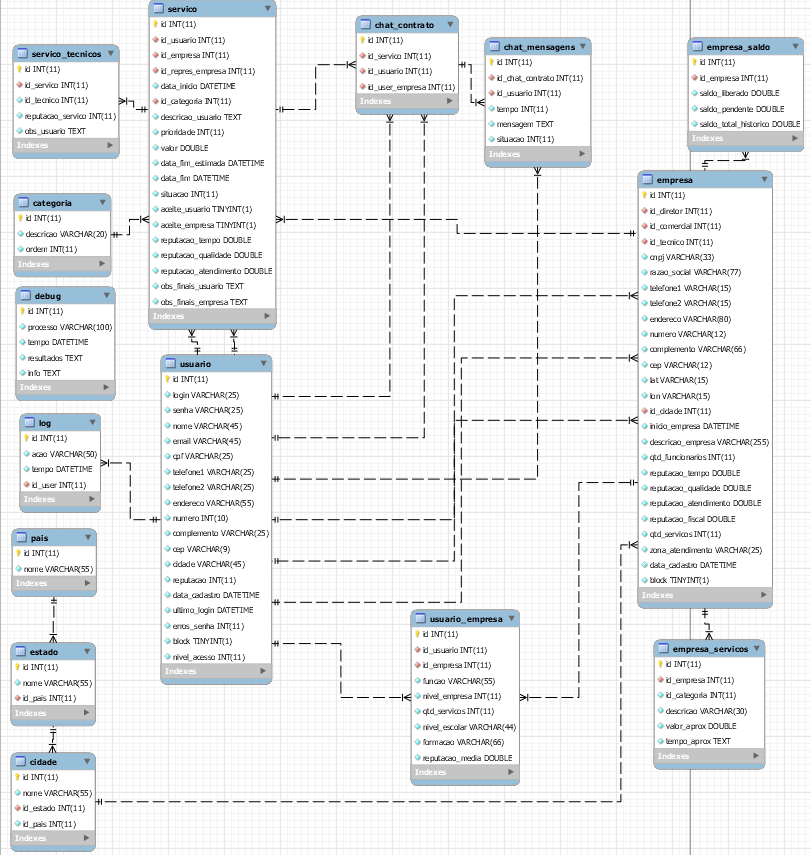 servico
id INT(11)
id_usuario INT(11)
id_empresa INT(11)
id_repres_empresa INT(11)
data_inicio DATETIME
id_categoria INT(11)
descricao_usuario TEXT
prioridade INT(11)
valor DOUBLE
data_fim_estimada DATETIME
data_fim DATETIME
situacao INT(11)
aceite_usuario TINYINT(1)
aceite_empresa TINYINT(1)
reputacao_tempo DOUBLE
reputacao_qualidade DOUBLE
reputacao_atendimento DOUBLE
obs_finais_usuario TEXT
obs_finais_empresa TEXT
Indexes
chat_contrato
id INT(11)
id_servico INT(11)
id_usuario INT(11)
id_user_empresa INT(11)
Indexes
chat_mensagens
id INT(11)
id_chat_contrato INT(11)
id_usuario INT(11)
tempo INT(11)
mensagem TEXT
situacao INT(11)
Indexes
empresa_saldo
id INT(11)
id_empresa INT(11)
saldo_liberado DOUBLE
saldo_pendente DOUBLE
saldo_total_historico DOUBLE
Indexes
servico_tecnicos
id INT(11)
id_servico INT(11)
id_tecnico INT(11)
reputacao_servico INT(11)
obs_usuario TEXT
Indexes
categoria
id INT(11)
descricao VARCHAR(20)
ordem INT(11)
Indexes
debug
id INT(11)
processo VARCHAR(100)
tempo DATETIME
resultados TEXT
info TEXT
Indexes
log
id INT(11)
acao VARCHAR(50)
tempo DATETIME
id_user INT(11)
Indexes
pais
id INT(11)
nome VARCHAR(55)
Indexes
estado
id INT(11)
nome VARCHAR(55)
id_pais INT(11)
Indexes
cidade
id INT(11)
nome VARCHAR(55)
id_estado INT(11)
id_pais INT(11)
Indexes
usuario
id INT(11)
login VARCHAR(25)
senha VARCHAR(25)
nome VARCHAR(45)
email VARCHAR(45)
cpf VARCHAR(25)
telefone1 VARCHAR(25)
telefone2 VARCHAR(25)
endereco VARCHAR(55)
numero INT(10)
complemento VARCHAR(25)
cep VARCHAR(9)
cidade VARCHAR(45)
reputacao INT(11)
data_cadastro DATETIME
ultimo_login DATETIME
erros_senha INT(11)
block TINYINT(1)
nivel_acesso INT(11)
Indexes
usuario_empresa
id INT(11)
id_usuario INT(11)
id_empresa INT(11)
funcao VARCHAR(55)
nivel_empresa INT(11)
qtd_servicos INT(11)
nivel_escolar VARCHAR(44)
formacao VARCHAR(66)
reputacao_media DOUBLE
Indexes
empresa
id INT(11)
id_diretor INT(11)
id_comercial INT(11)
id_tecnico INT(11)
cnpj VARCHAR(33)
razao_social VARCHAR(77)
telefone1 VARCHAR(15)
telefone2 VARCHAR(15)
endereco VARCHAR(80)
numero VARCHAR(12)
complemento VARCHAR(66)
cep VARCHAR(12)
lat VARCHAR(15)
lon VARCHAR(15)
id_cidade INT(11)
inicio_empresa DATETIME
descricao_empresa VARCHAR(255)
qtd_funcionarios INT(11)
reputacao_tempo DOUBLE
reputacao_qualidade DOUBLE
reputacao_atendimento DOUBLE
reputacao_fiscal DOUBLE
qtd_servicos INT(11)
zona_atendimento VARCHAR(25)
data_cadastro DATETIME
block TINYINT(1)
Indexes
empresa_servicos
id INT(11)
id_empresa INT(11)
id_categoria INT(11)
descricao VARCHAR(30)
valor_aprox DOUBLE
tempo_aprox TEXT
Indexes